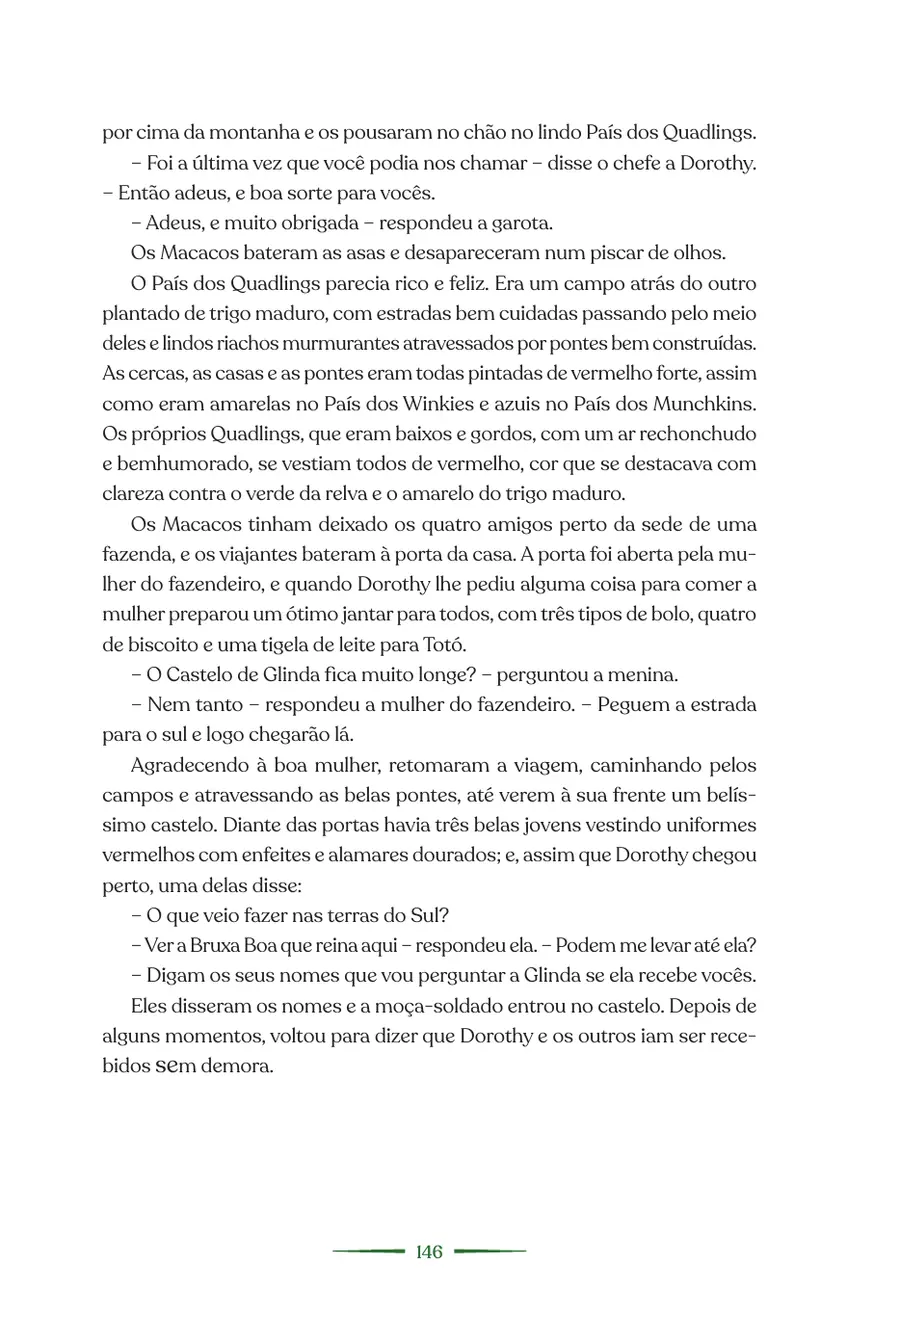 por cima da montanha e os pousaram no chão no lindo País dos Quadlings.
– Foi a última vez que você podia nos chamar – disse o chefe a Dorothy.
– Então adeus, e boa sorte para vocês.
– Adeus, e muito obrigada – respondeu a garota.
Os Macacos bateram as asas e desapareceram num piscar de olhos.
O País dos Quadlings parecia rico e feliz. Era um campo atrás do outro
plantado de trigo maduro, com estradas bem cuidadas passando pelo meio
deles e lindos riachos murmurantes atravessados por pontes bem construídas.
As cercas, as casas e as pontes eram todas pintadas de vermelho forte, assim
como eram amarelas no País dos Winkies e azuis no País dos Munchkins.
Os próprios Quadlings, que eram baixos e gordos, com um ar rechonchudo
e bemhumorado, se vestiam todos de vermelho, cor que se destacava com
clareza contra o verde da relva e o amarelo do trigo maduro.
Os Macacos tinham deixado os quatro amigos perto da sede de uma
fazenda, e os viajantes bateram à porta da casa. A porta foi aberta pela mu-
lher do fazendeiro, e quando Dorothy lhe pediu alguma coisa para comer a
mulher preparou um ótimo jantar para todos, com três tipos de bolo, quatro
de biscoito e uma tigela de leite para Totó.
– O Castelo de Glinda fica muito longe? – perguntou a menina.
– Nem tanto – respondeu a mulher do fazendeiro. – Peguem a estrada
para o sul e logo chegarão lá.
Agradecendo à boa mulher, retomaram a viagem, caminhando pelos
campos e atravessando as belas pontes, até verem à sua frente um belís-
simo castelo. Diante das portas havia três belas jovens vestindo uniformes
vermelhos com enfeites e alamares dourados; e, assim que Dorothy chegou
perto, uma delas disse:
– O que veio fazer nas terras do Sul?
– Ver a Bruxa Boa que reina aqui – respondeu ela. – Podem me levar até ela?
– Digam os seus nomes que vou perguntar a Glinda se ela recebe vocês.
Eles disseram os nomes e a moça-soldado entrou no castelo. Depois de
alguns momentos, voltou para dizer que Dorothy e os outros iam ser rece-
bidos sem demora.
146